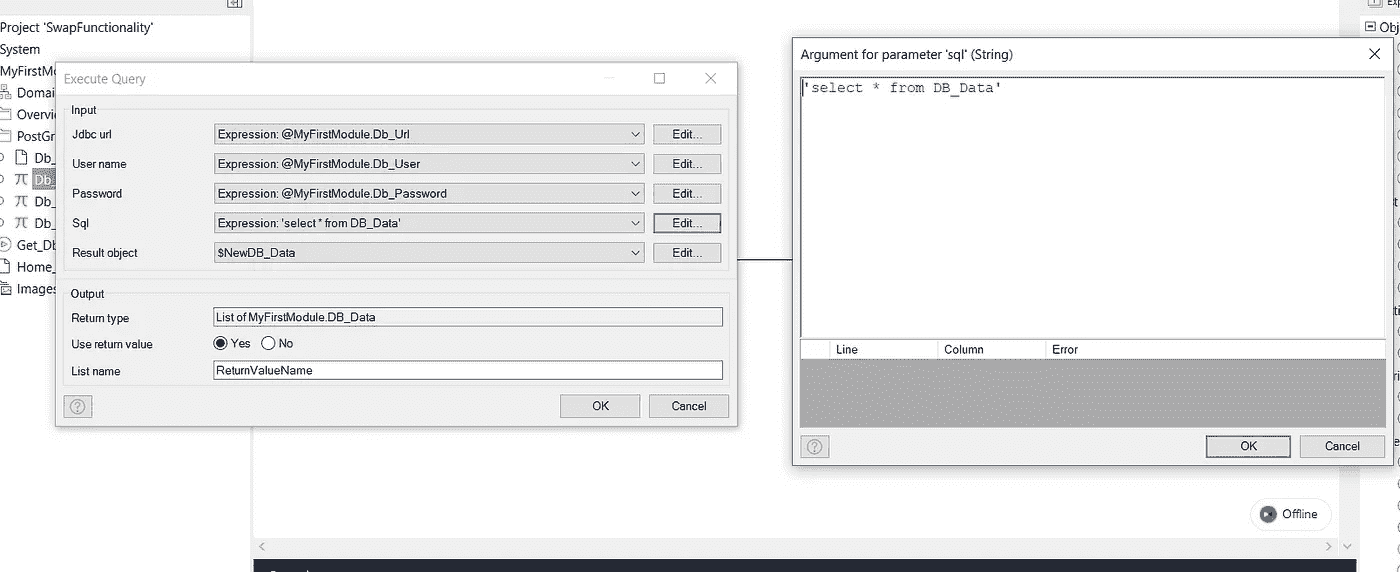 Project 'SwapFunctionality'
System
MyFirstMo
Domai
Overvi
PostGr
Db_
Db_
Db_
Db_
Get_Db
Home_
Images
Execute Query
Input
Jdbc url Expression: @MyFirstModule.Db_Url Edit...
User name Expression: @MyFirstModule.Db_User Edit...
Password Expression: @MyFirstModule.Db_Password Edit...
Sql Expression: 'select * from DB_Data' Edit...
Result object $NewDB_Data Edit...
Output
Return type List of MyFirstModule.DB_Data
Use return value Yes No
List name ReturnValueName
OK Cancel
Argument for parameter 'sql' (String)
'select * from DB_Data'
Line Column Error
OK Cancel
Offline
Exp
Obj